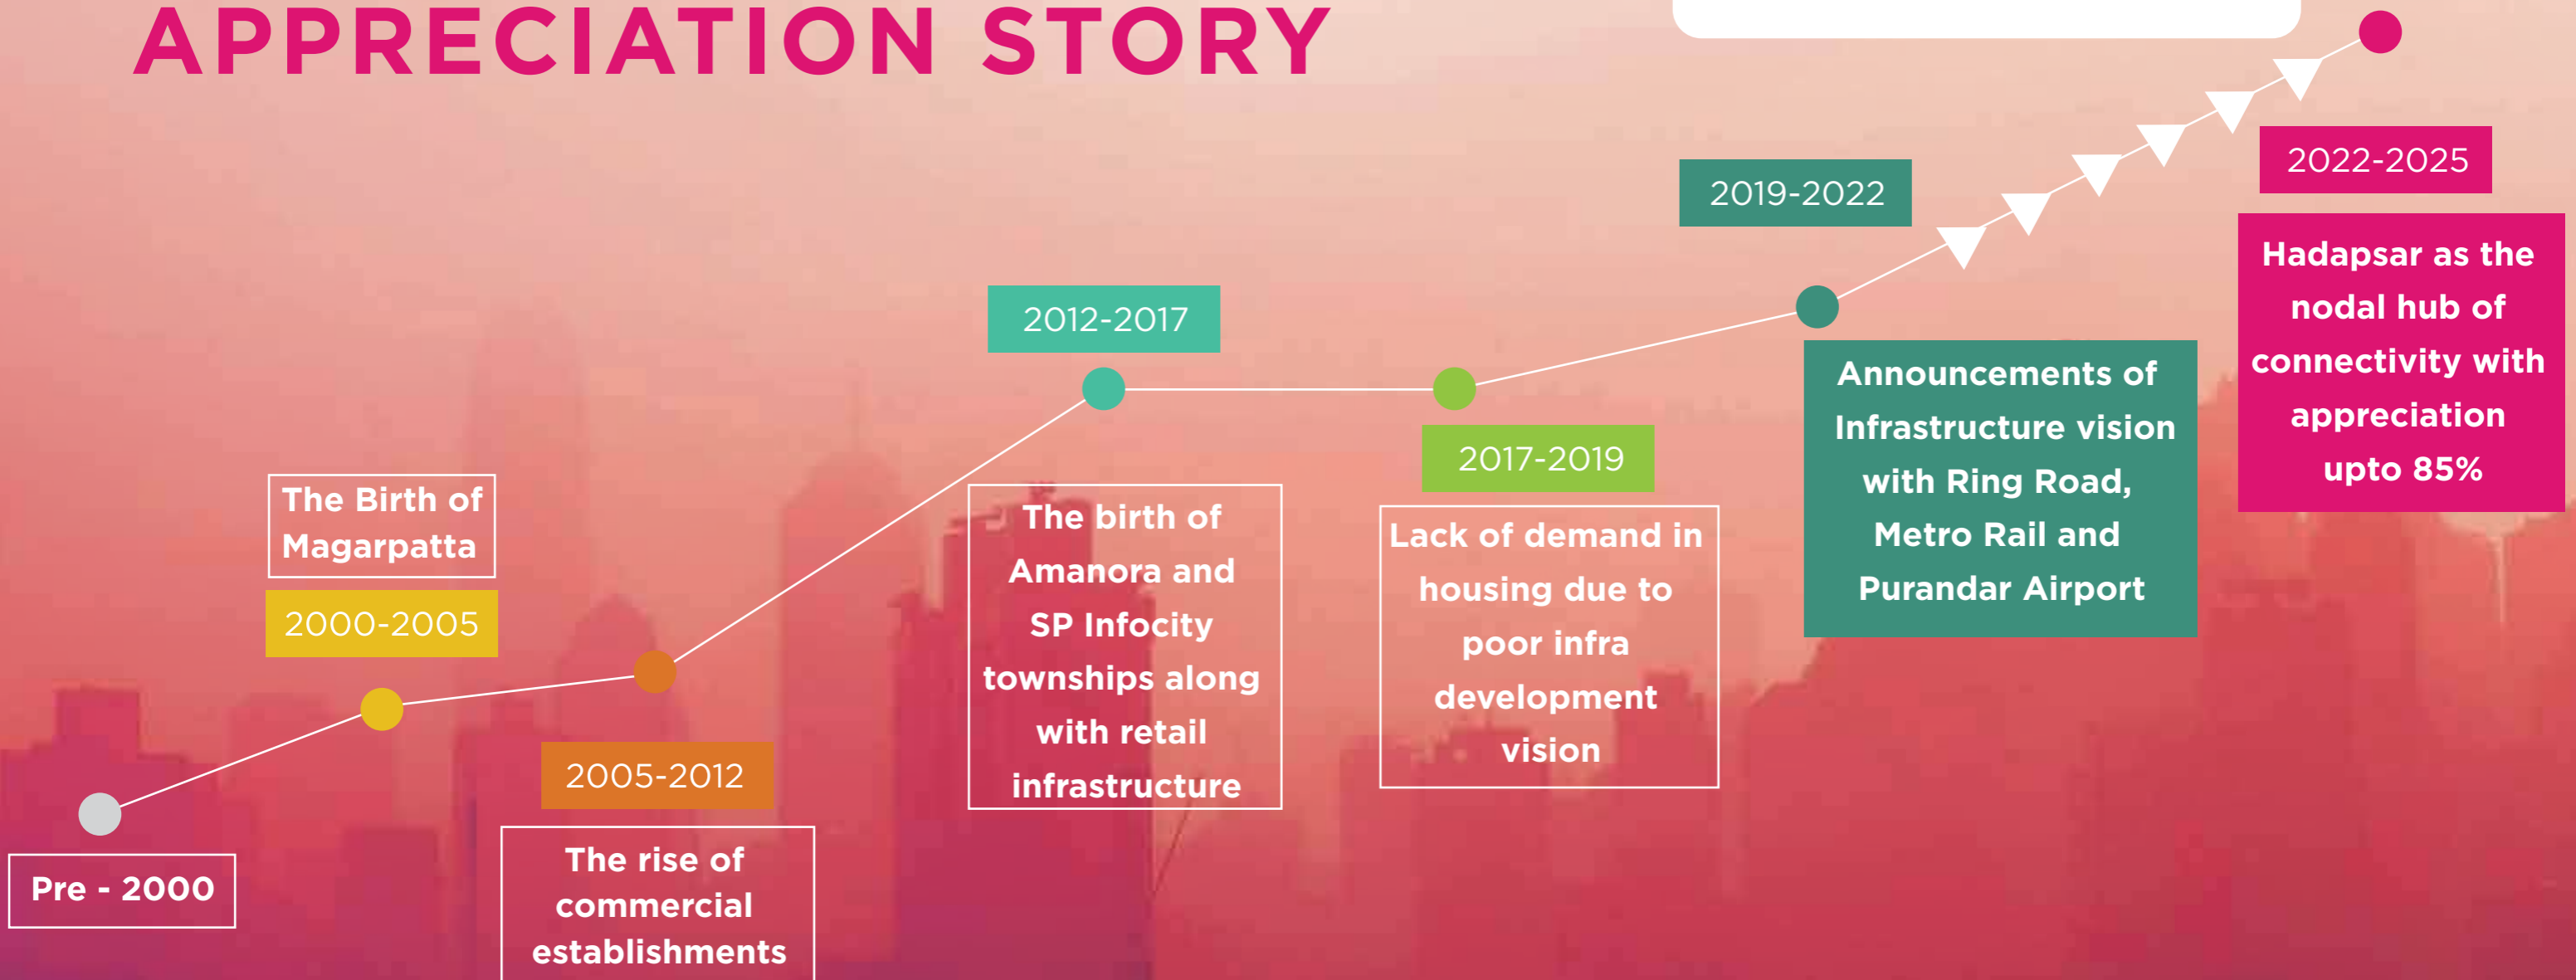 APPRECIATION STORY
Pre - 2000
The Birth of
Magarpatta
2000-2005
2005-2012
The rise of
commercial
establishments
2012-2017
The birth of
Amanora and
SP Infocity
townships along
with retail
infrastructure
2017-2019
Lack of demand in
housing due to
poor infra
development
vision
2019-2022
Announcements of
Infrastructure vision
with Ring Road,
Metro Rail and
Purandar Airport
2022-2025
Hadapsar as the
nodal hub of
connectivity with
appreciation
upto 85%